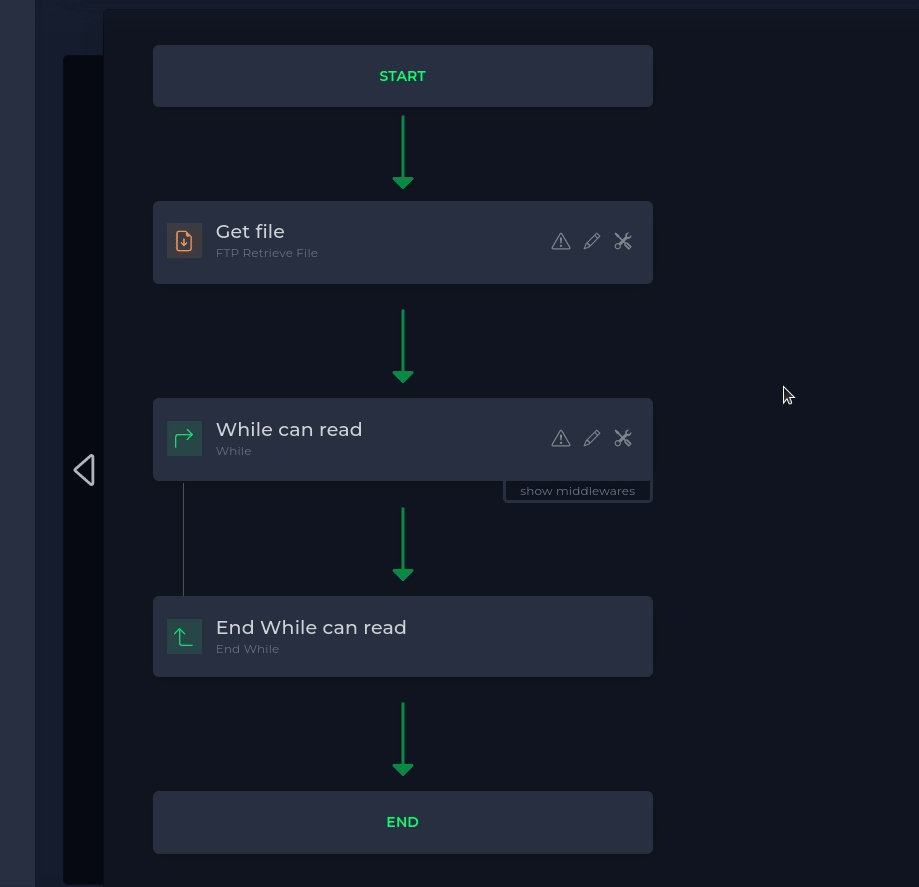 START
Get file
FTP Retrieve File
While can read
While
show middlewares
End While can read
End While
END